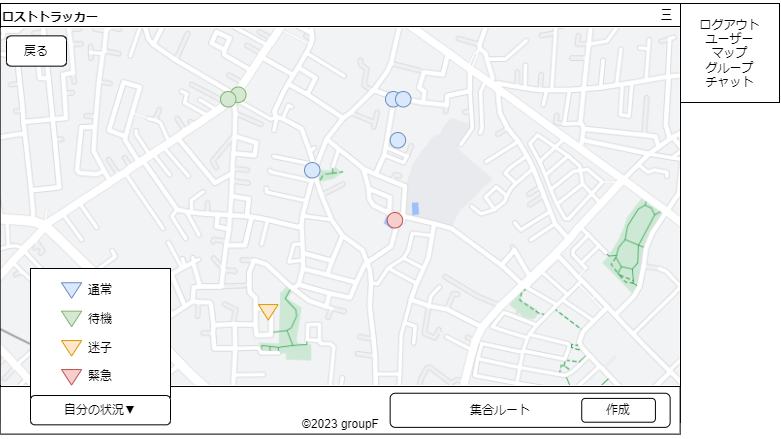 ロストトラッカー
三
ログアウト
ユーザー
マップ
グループ
チャット
戻る
通常
待機
迷子
緊急
自分の状況▼
©2023 groupF
集合ルート
作成